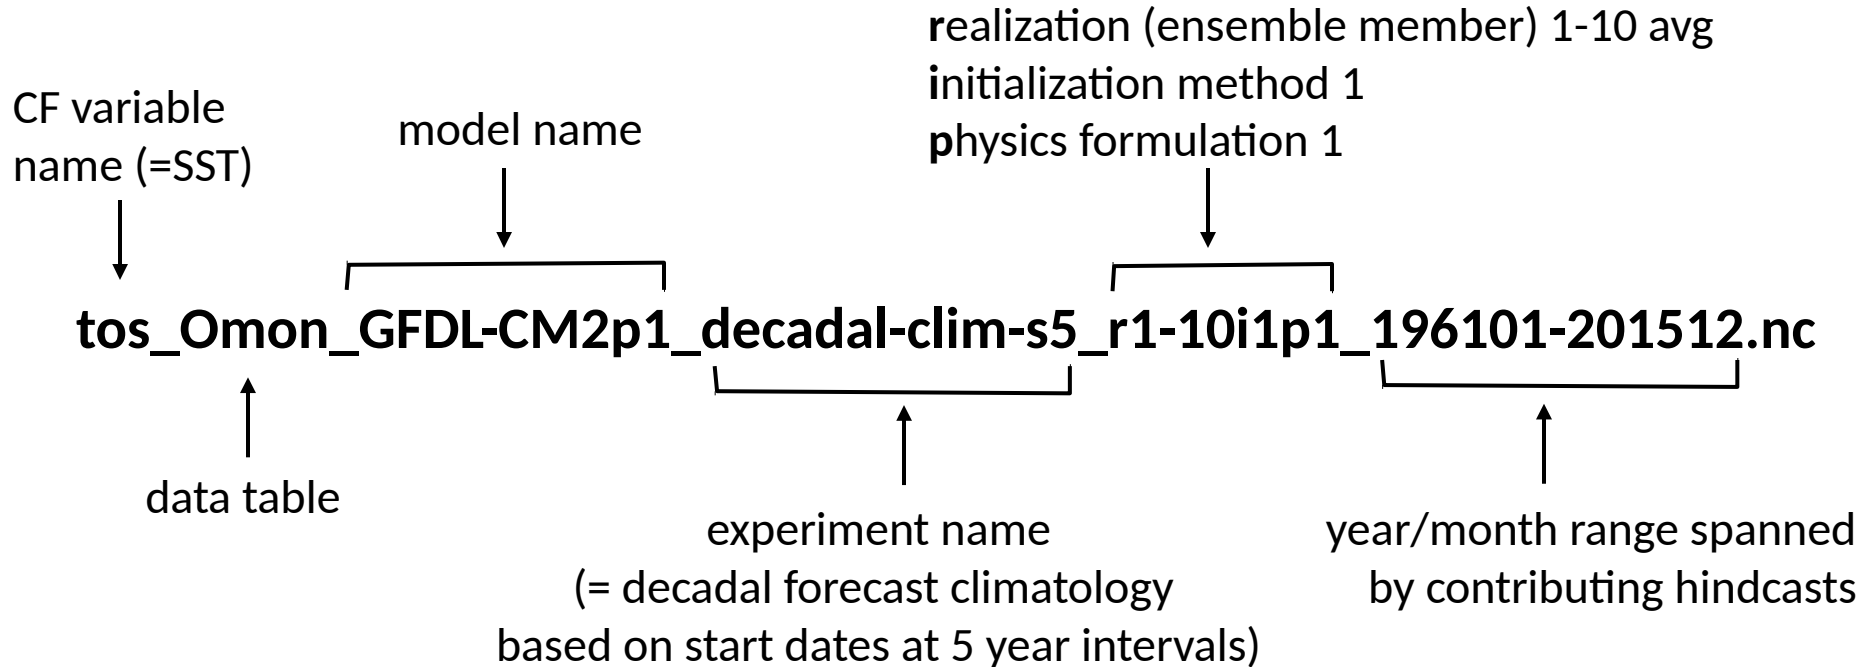 realization (ensemble member) 1-10 avg
initialization method 1
physics formulation 1
CF variable
name (=SST)
model name
tos_Omon_GFDL-CM2p1_decadal-clim-s5_r1-10i1p1_196101-201512.nc
data table
experiment name
(= decadal forecast climatology
based on start dates at 5 year intervals)
year/month range spanned
by contributing hindcasts